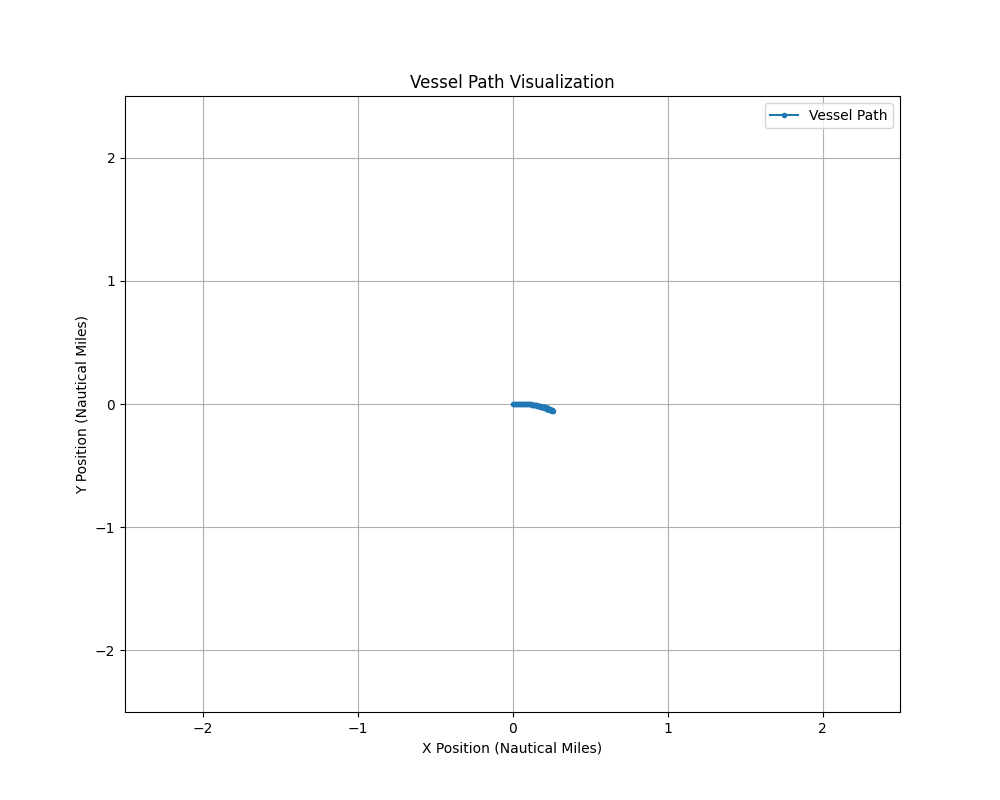 Vessel Path Visualization
Vessel Path
2
1
0
−1
−2
Y Position (Nautical Miles)
−2
−1
0
1
2
X Position (Nautical Miles)